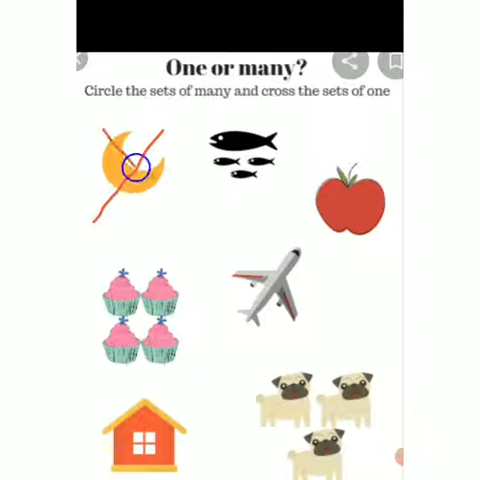 One or many?
Circle the sets of many and cross the sets of one